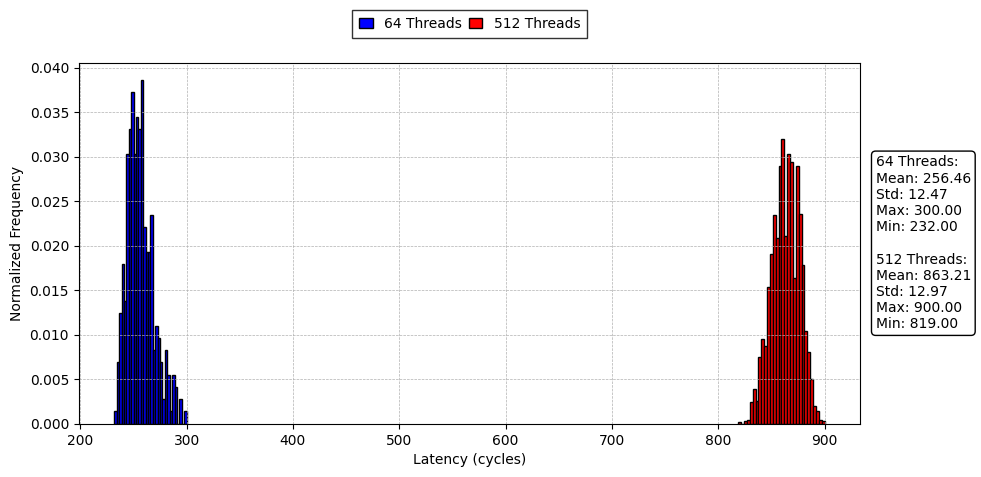 64 Threads 512 Threads
0.040
0.035
0.030
0.025
0.020
0.015
0.010
0.005
0.000
Normalized Frequency
200 300 400 500 600 700 800 900
Latency (cycles)
64 Threads:
Mean: 256.46
Std: 12.47
Max: 300.00
Min: 232.00
512 Threads:
Mean: 863.21
Std: 12.97
Max: 900.00
Min: 819.00